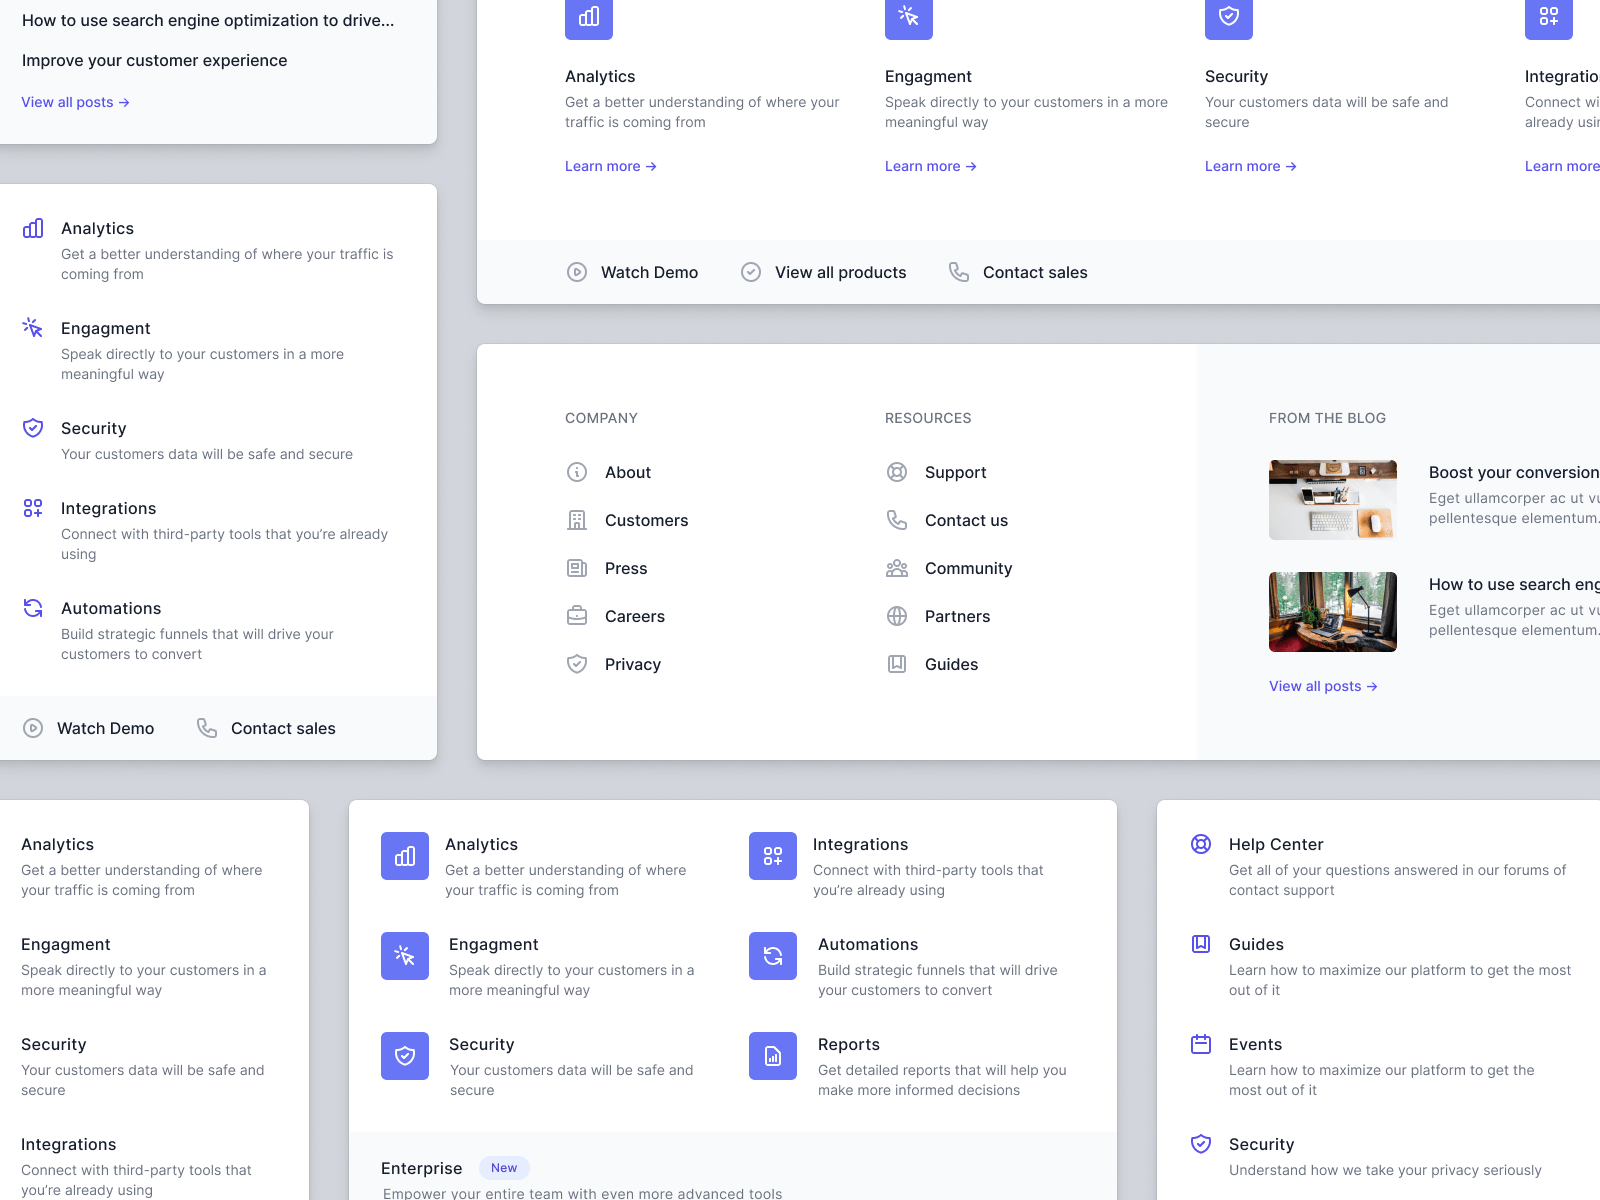 How to use search engine optimization to drive...
Improve your customer experience
View all posts →
Analytics
Get a better understanding of where your
traffic is coming from
Learn more →
Engagment
Speak directly to your customers in a more
meaningful way
Learn more →
Security
Your customers data will be safe and
secure
Learn more →
Integratio
Connect wi
already usin
Learn more
Watch Demo
View all products
Contact sales
Analytics
Get a better understanding of where your traffic is
coming from
Engagment
Speak directly to your customers in a more
meaningful way
Security
Your customers data will be safe and secure
Integrations
Connect with third-party tools that you’re already
using
Automations
Build strategic funnels that will drive your
customers to convert
Watch Demo
Contact sales
COMPANY
About
Customers
Press
Careers
Privacy
RESOURCES
Support
Contact us
Community
Partners
Guides
FROM THE BLOG
Boost your conversion
Eget ullamcorper ac ut vu
pellentesque elementum.
How to use search eng
Eget ullamcorper ac ut vu
pellentesque elementum.
View all posts →
Analytics
Get a better understanding of where
your traffic is coming from
Engagment
Speak directly to your customers in a
more meaningful way
Security
Your customers data will be safe and
secure
Integrations
Connect with third-party tools that
you’re already using
Analytics
Get a better understanding of where
your traffic is coming from
Engagment
Speak directly to your customers in a
more meaningful way
Security
Your customers data will be safe and
secure
Integrations
Connect with third-party tools that
you’re already using
Automations
Build strategic funnels that will drive
your customers to convert
Reports
Get detailed reports that will help you
make more informed decisions
Enterprise New
Empower your entire team with even more advanced tools
Help Center
Get all of your questions answered in our forums of
contact support
Guides
Learn how to maximize our platform to get the most
out of it
Events
Learn how to maximize our platform to get the
most out of it
Security
Understand how we take your privacy seriously